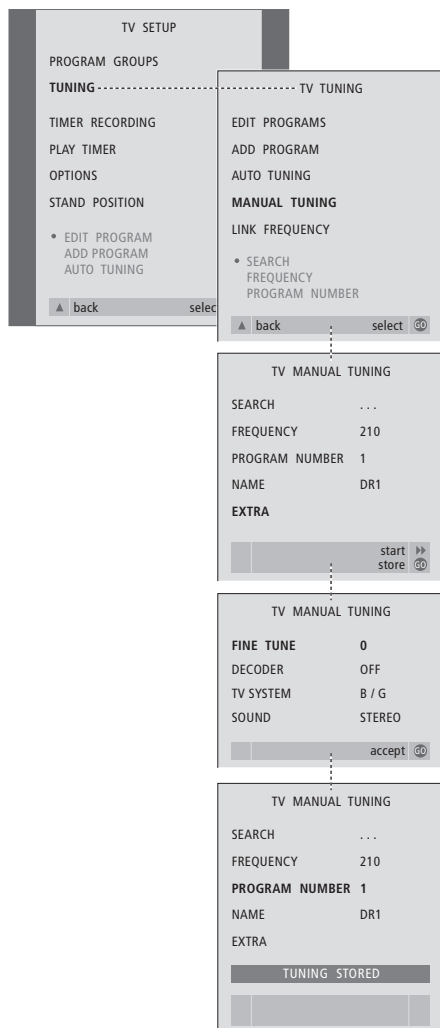 TV SETUP
PROGRAM GROUPS
TUNING
TIMER RECORDING
PLAY TIMER
OPTIONS
STAND POSITION
• EDIT PROGRAM
ADD PROGRAM
AUTO TUNING
▲ back selec
TV TUNING
EDIT PROGRAMS
ADD PROGRAM
AUTO TUNING
MANUAL TUNING
LINK FREQUENCY
• SEARCH
FREQUENCY
PROGRAM NUMBER
▲ back select GO
TV MANUAL TUNING
SEARCH . . .
FREQUENCY 210
PROGRAM NUMBER 1
NAME DR1
EXTRA
start
store GO
TV MANUAL TUNING
FINE TUNE 0
DECODER OFF
TV SYSTEM B / G
SOUND STEREO
accept GO
TV MANUAL TUNING
SEARCH . . .
FREQUENCY 210
PROGRAM NUMBER 1
NAME DR1
EXTRA
TUNING STORED